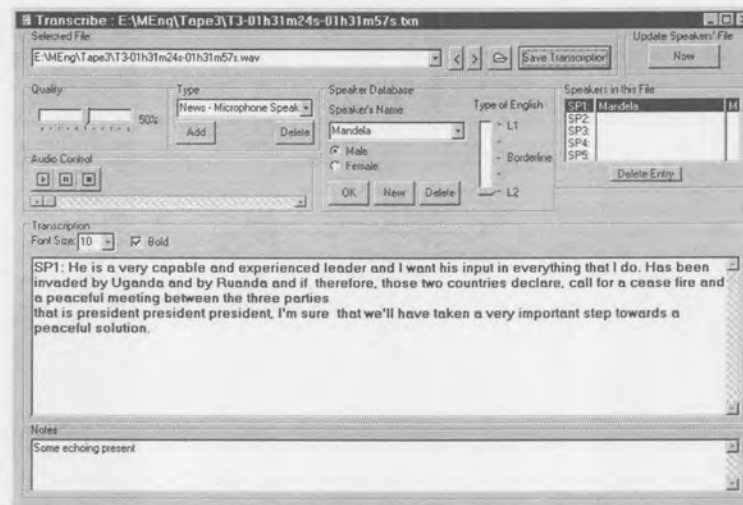 Transcribe : E:\MEng\Tape3\T3-01h31m24s-01h31m57s.txn
Selected File
Update Speakers' File
E:\MEng\Tape3\T3-01h31m24s-01h31m57s.wav
<
>
Save Transcription
Now
Quality
50%
Type
News - Microphone Speak
Add
Delete
Speaker Database
Speaker's Name
Mandela
Male
Female
OK
New
Delete
Type of English
L1
Borderline
L2
Speakers in this File
SP1: Mandela M
SP2:
SP3:
SP4:
SP5:
Delete Entry
Audio Control
Transcription
Font Size: 10
Bold
SP1: He is a very capable and experienced leader and I want his input in everything that I do. Has been
invaded by Uganda and by Ruanda and if therefore, those two countries declare, call for a cease fire and
a peaceful meeting between the three parties
that is president president president, I'm sure that we'll have taken a very important step towards a
peaceful solution.
Notes
Some echoing present